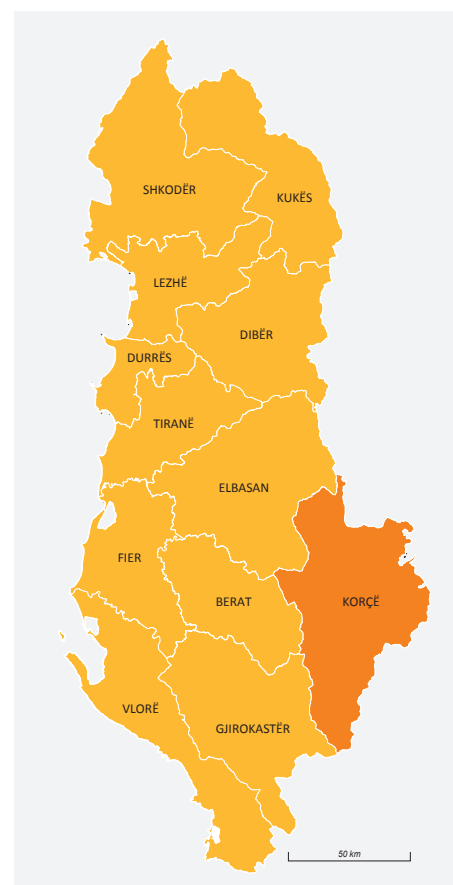 SHKODËR
KUKËS
LEZHË
DIBËR
DURRËS
TIRANË
ELBASAN
FIER
BERAT
KORÇË
VLORË
GJIROKASTËR
50 km